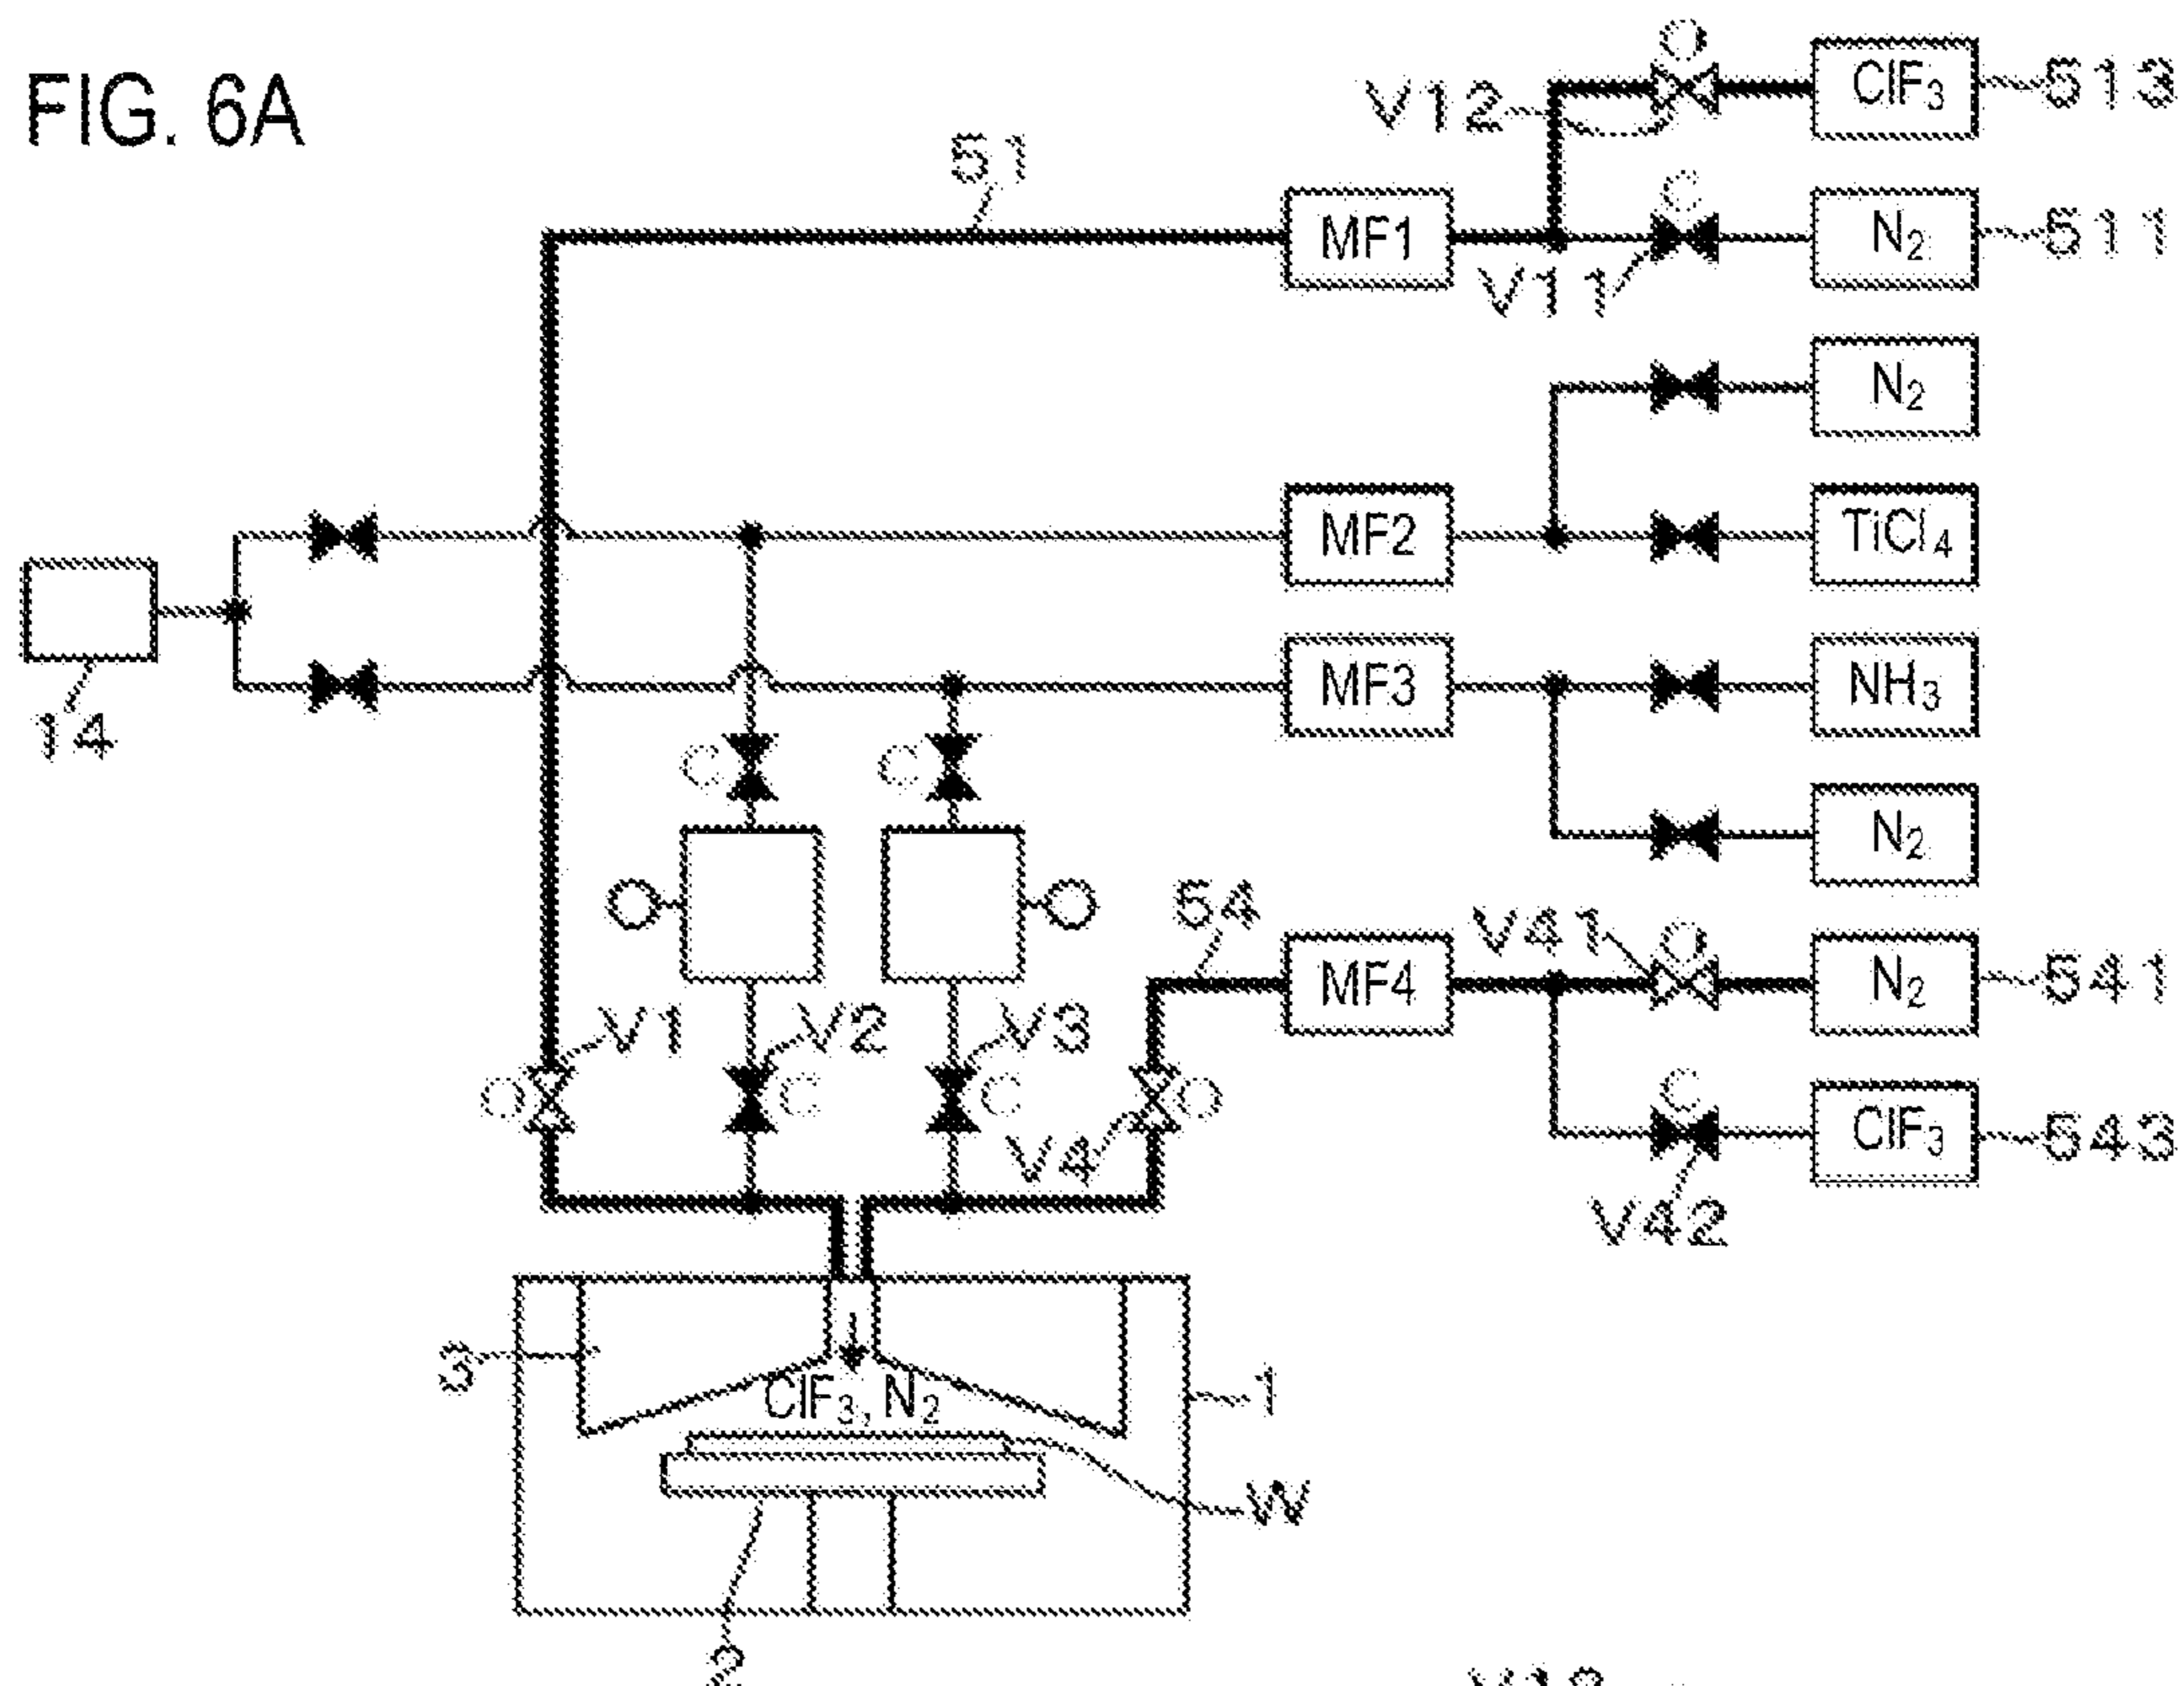 FIG. 6A
O
V12
ClF3
513
51
C
MF1
N2
511
V11
N2
MF2
TiCl4
14
MF3
NH3
C
C
N2
54
V41
O
MF4
N2
541
V1
V2
V3
O
C
C
O
V4
C
ClF3
543
V42
3
ClF3, N2
1
W
2